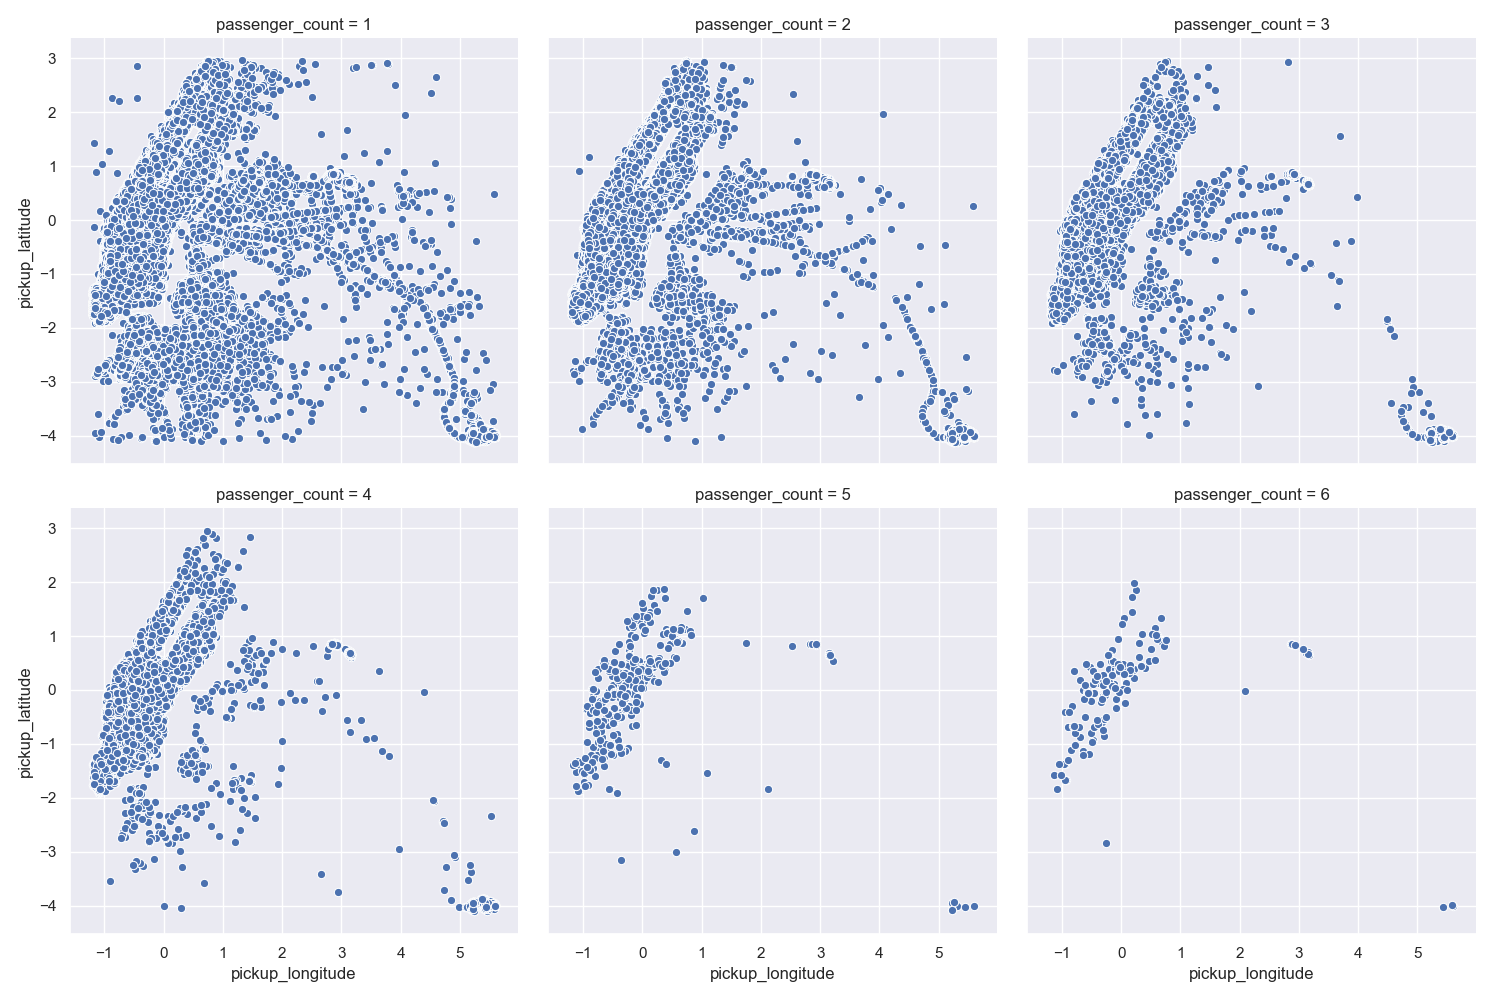 passenger_count = 1
passenger_count = 2
passenger_count = 3
3
2
1
0
−1
−2
−3
−4
pickup_latitude
passenger_count = 4
passenger_count = 5
passenger_count = 6
3
2
1
0
−1
−2
−3
−4
pickup_latitude
−1 0 1 2 3 4 5
−1 0 1 2 3 4 5
−1 0 1 2 3 4 5
pickup_longitude
pickup_longitude
pickup_longitude